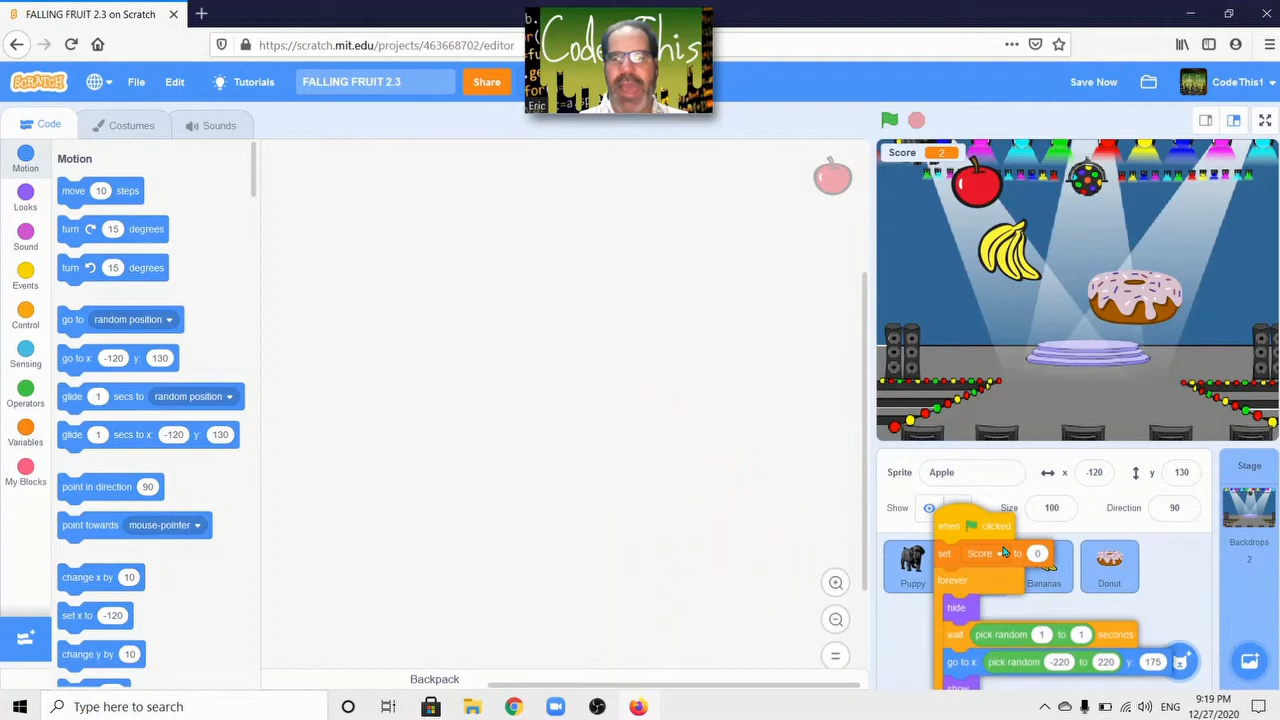 FALLING FRUIT 2.3 on Scratch
https://scratch.mit.edu/projects/463668702/editor
Code This
Eric
SCRATCH
File
Edit
Tutorials
FALLING FRUIT 2.3
Share
Save Now
CodeThis1
Code
Costumes
Sounds
Motion
Looks
Sound
Events
Control
Sensing
Operators
Variables
My Blocks
Motion
move 10 steps
turn 15 degrees
turn 15 degrees
go to random position
go to x: -120 y: 130
glide 1 secs to random position
glide 1 secs to x: -120 y: 130
point in direction 90
point towards mouse-pointer
change x by 10
set x to -120
change y by 10
Backpack
Score 2
Sprite Apple x -120 y 130
Show Size 100 Direction 90
Puppy
Bananas
Donut
when clicked
set Score to 0
forever
hide
wait pick random 1 to 1 seconds
go to x: pick random -220 to 220 y: 175
show
Stage
Backdrops
2
Type here to search
ENG
9:19 PM
12/27/2020